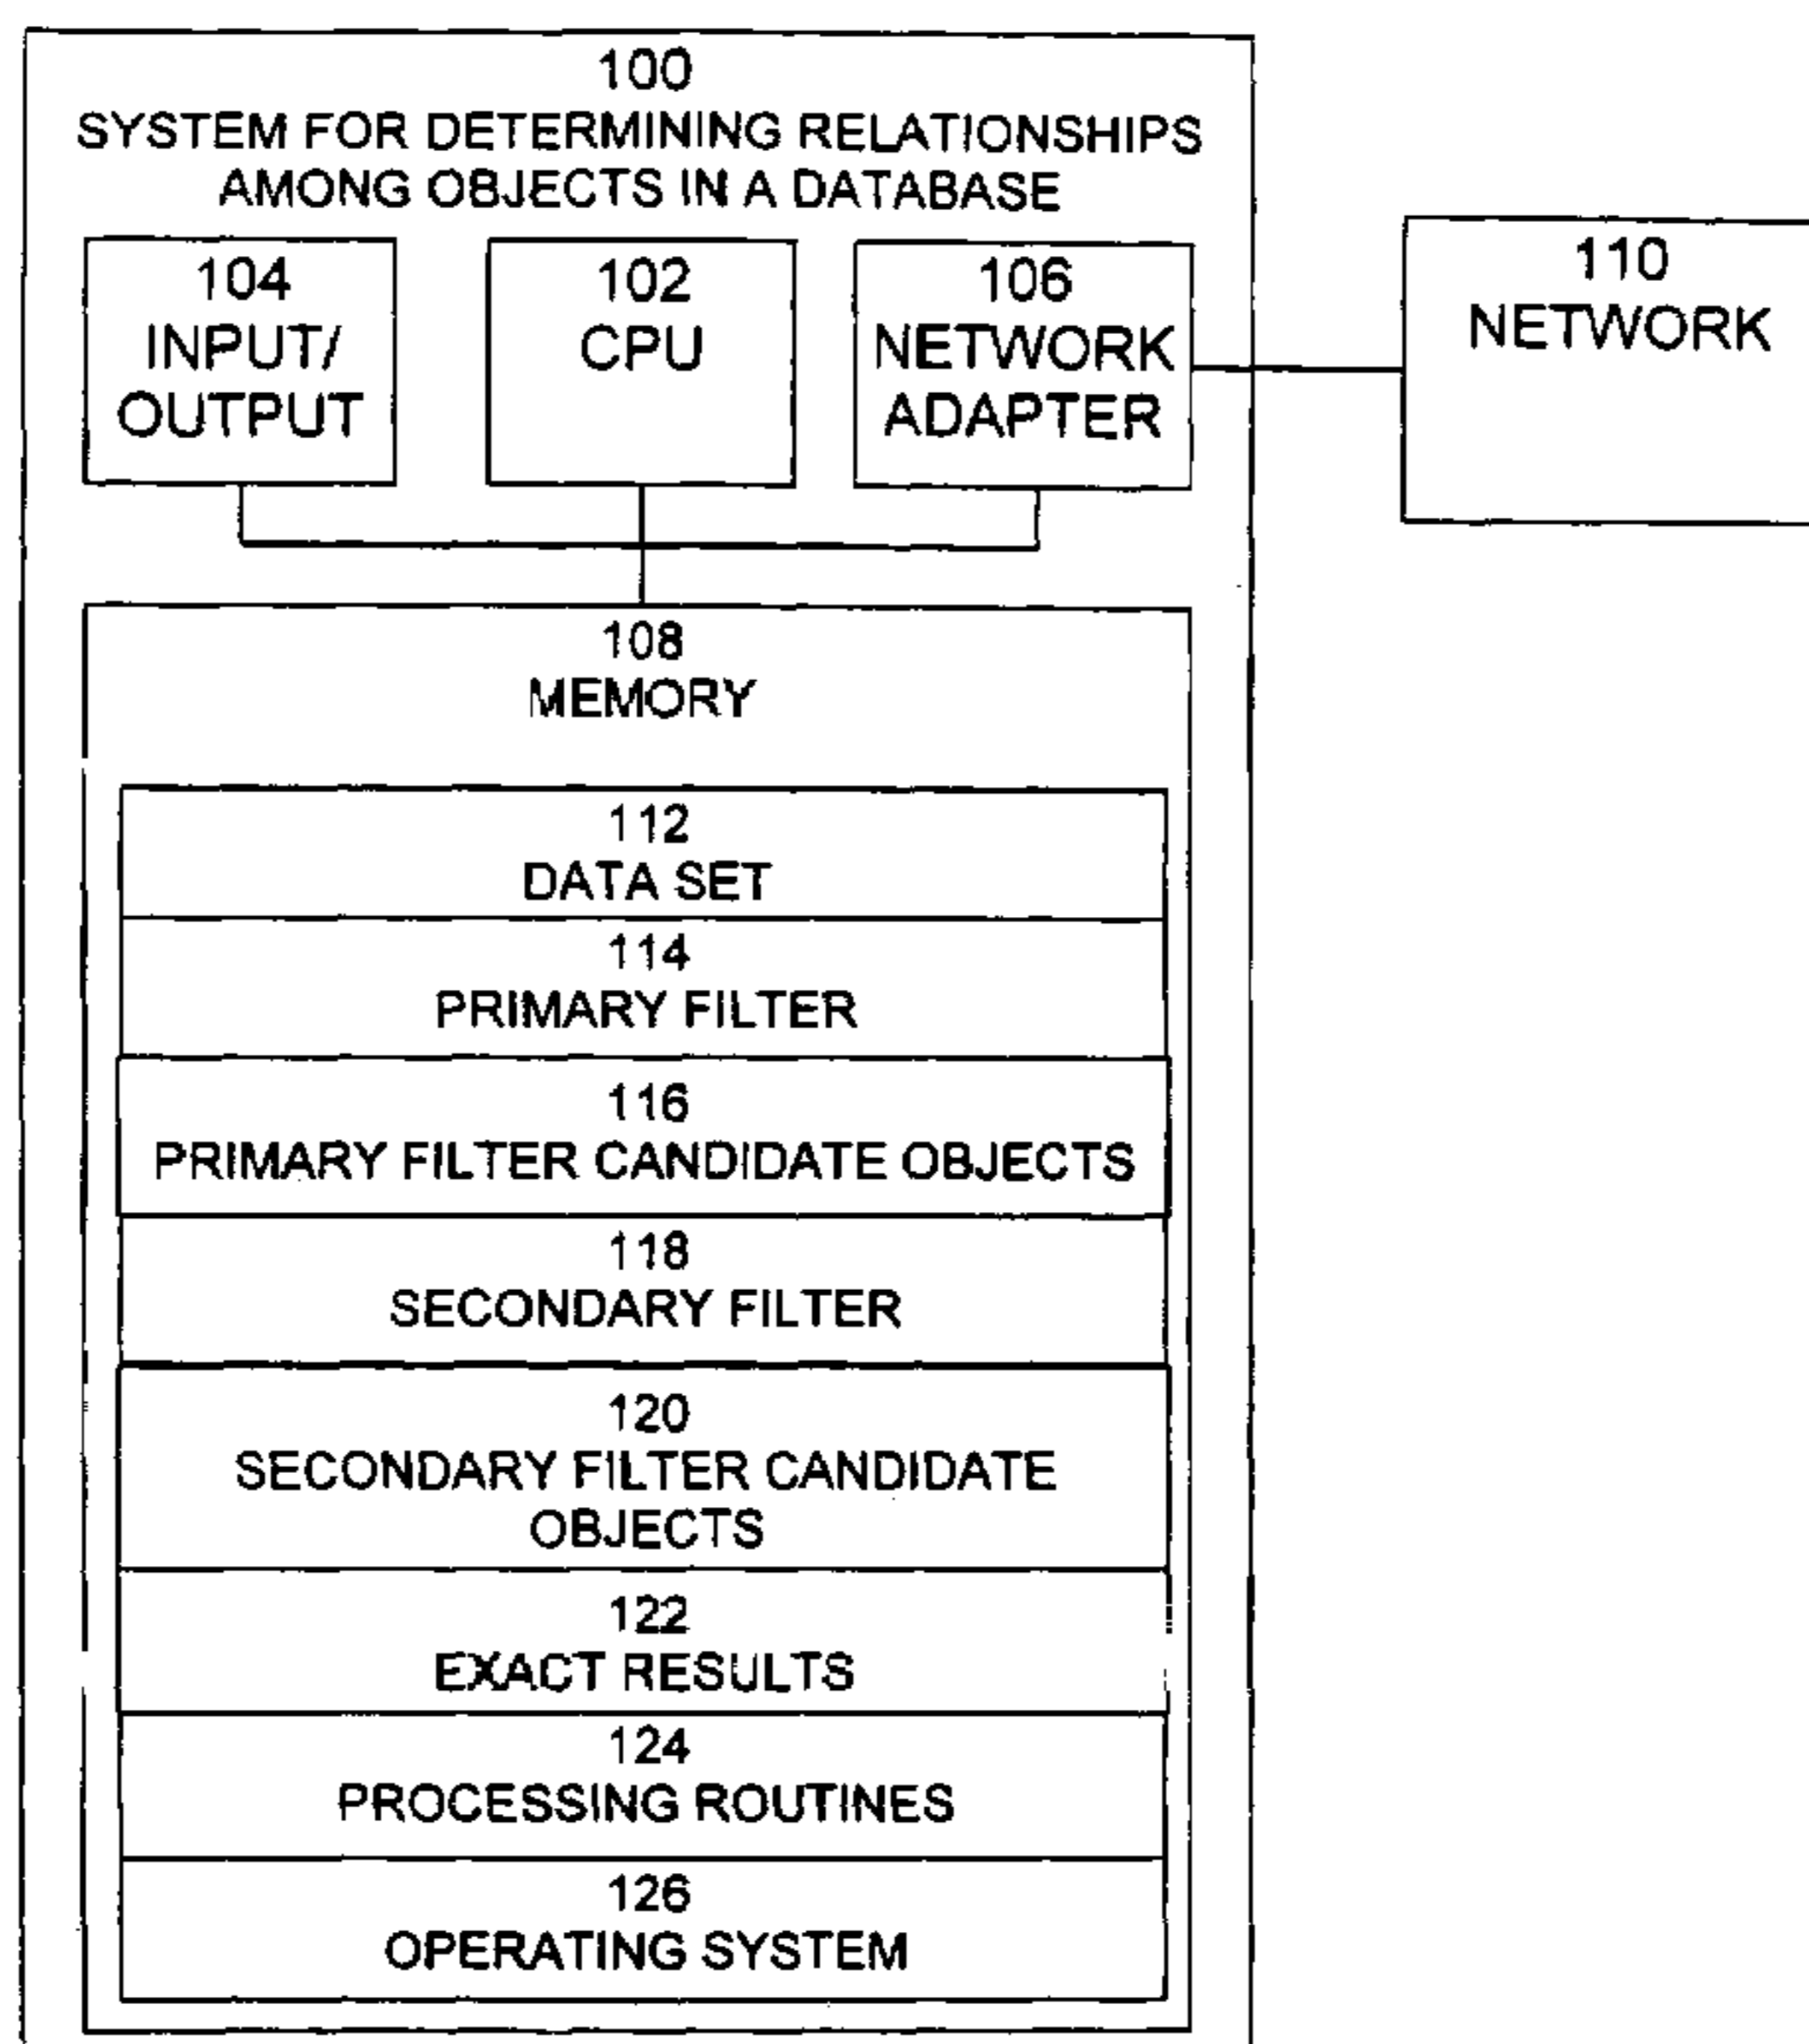 100
SYSTEM FOR DETERMINING RELATIONSHIPS
AMONG OBJECTS IN A DATABASE
104
INPUT/
OUTPUT
102
CPU
106
NETWORK
ADAPTER
110
NETWORK
108
MEMORY
112
DATA SET
114
PRIMARY FILTER
116
PRIMARY FILTER CANDIDATE OBJECTS
118
SECONDARY FILTER
120
SECONDARY FILTER CANDIDATE
OBJECTS
122
EXACT RESULTS
124
PROCESSING ROUTINES
126
OPERATING SYSTEM